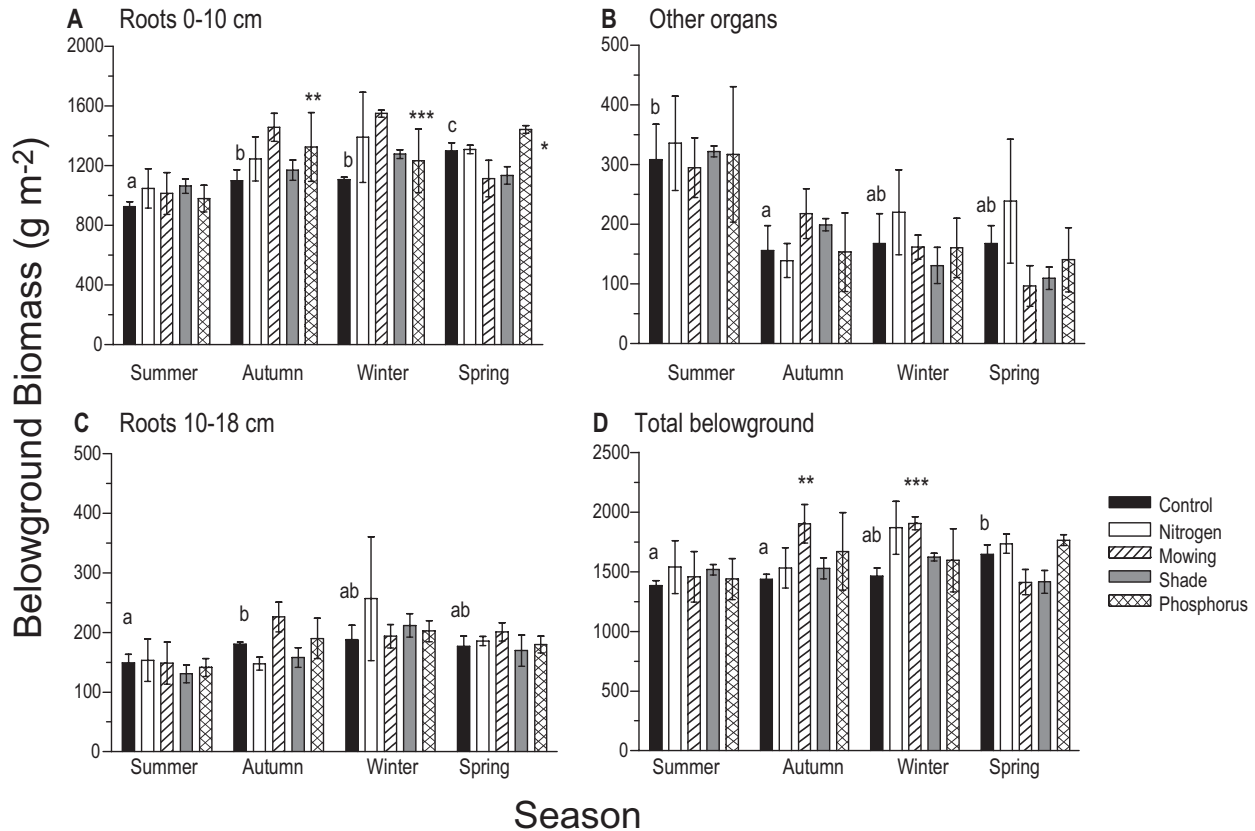 A Roots 0-10 cm
2000
1600
1200
800
400
0
a
b
**
b
***
c
*
Summer Autumn Winter Spring
B Other organs
500
400
300
200
100
0
b
a
ab
ab
Summer Autumn Winter Spring
C Roots 10-18 cm
500
400
300
200
100
0
a
b
ab
ab
Summer Autumn Winter Spring
D Total belowground
2500
2000
1500
1000
500
0
a
a
**
ab
***
b
Summer Autumn Winter Spring
Control
Nitrogen
Mowing
Shade
Phosphorus
Belowground Biomass (g m-2)
Season